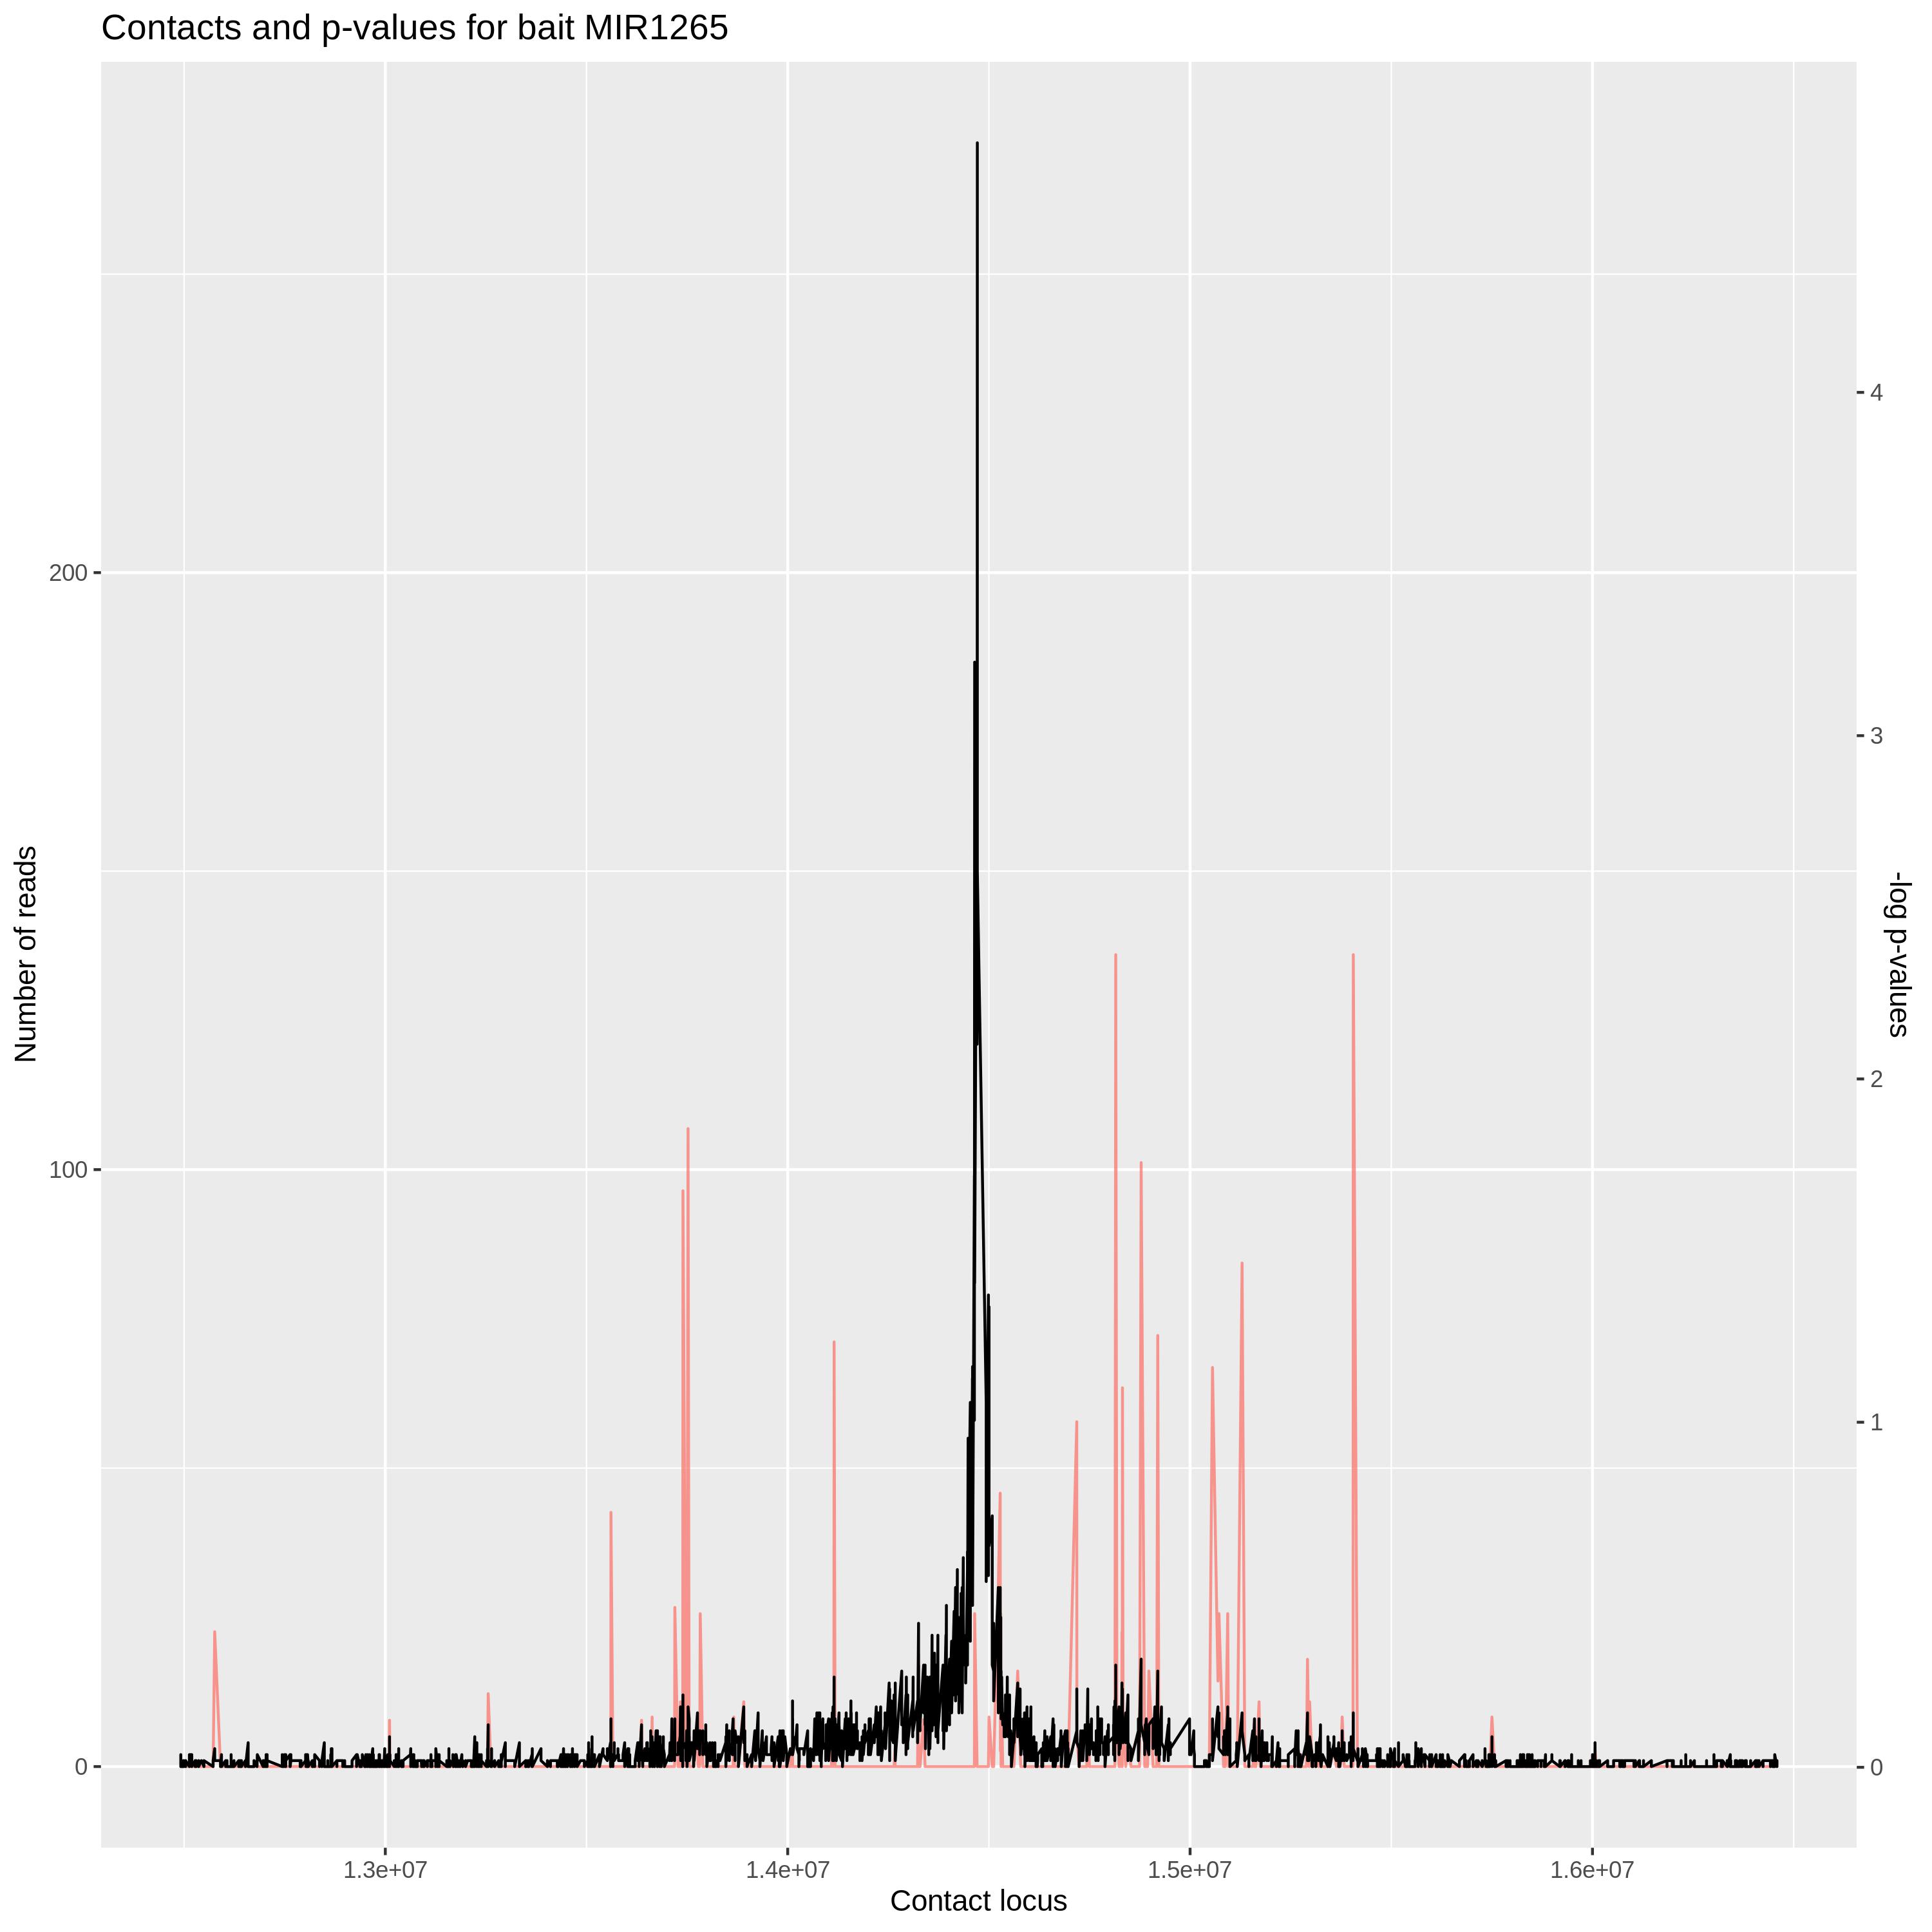 Contacts and p-values for bait MIR1265
Number of reads
200
100
0
4
3
2
1
0
-log p-values
1.3e+07
1.4e+07
1.5e+07
1.6e+07
Contact locus